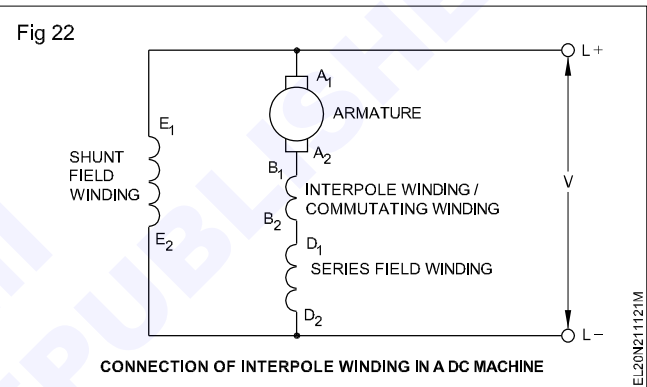 Fig 22
L +
A1
ARMATURE
E1
SHUNT
FIELD
WINDING
A2
B1
INTERPOLE WINDING /
COMMUTATING WINDING
V
B2
E2
D1
SERIES FIELD WINDING
D2
L –
CONNECTION OF INTERPOLE WINDING IN A DC MACHINE
EL20N211121M